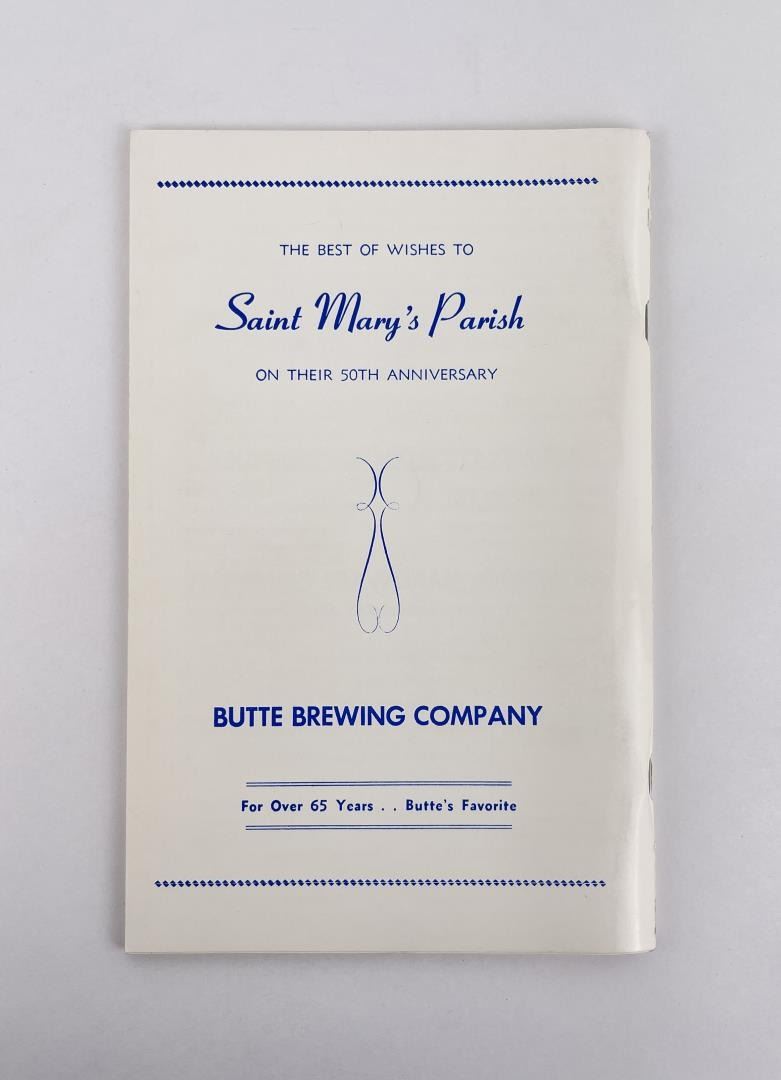 THE BEST OF WISHES TO
Saint Mary's Parish
ON THEIR 50TH ANNIVERSARY
BUTTE BREWING COMPANY
For Over 65 Years . . Butte's Favorite